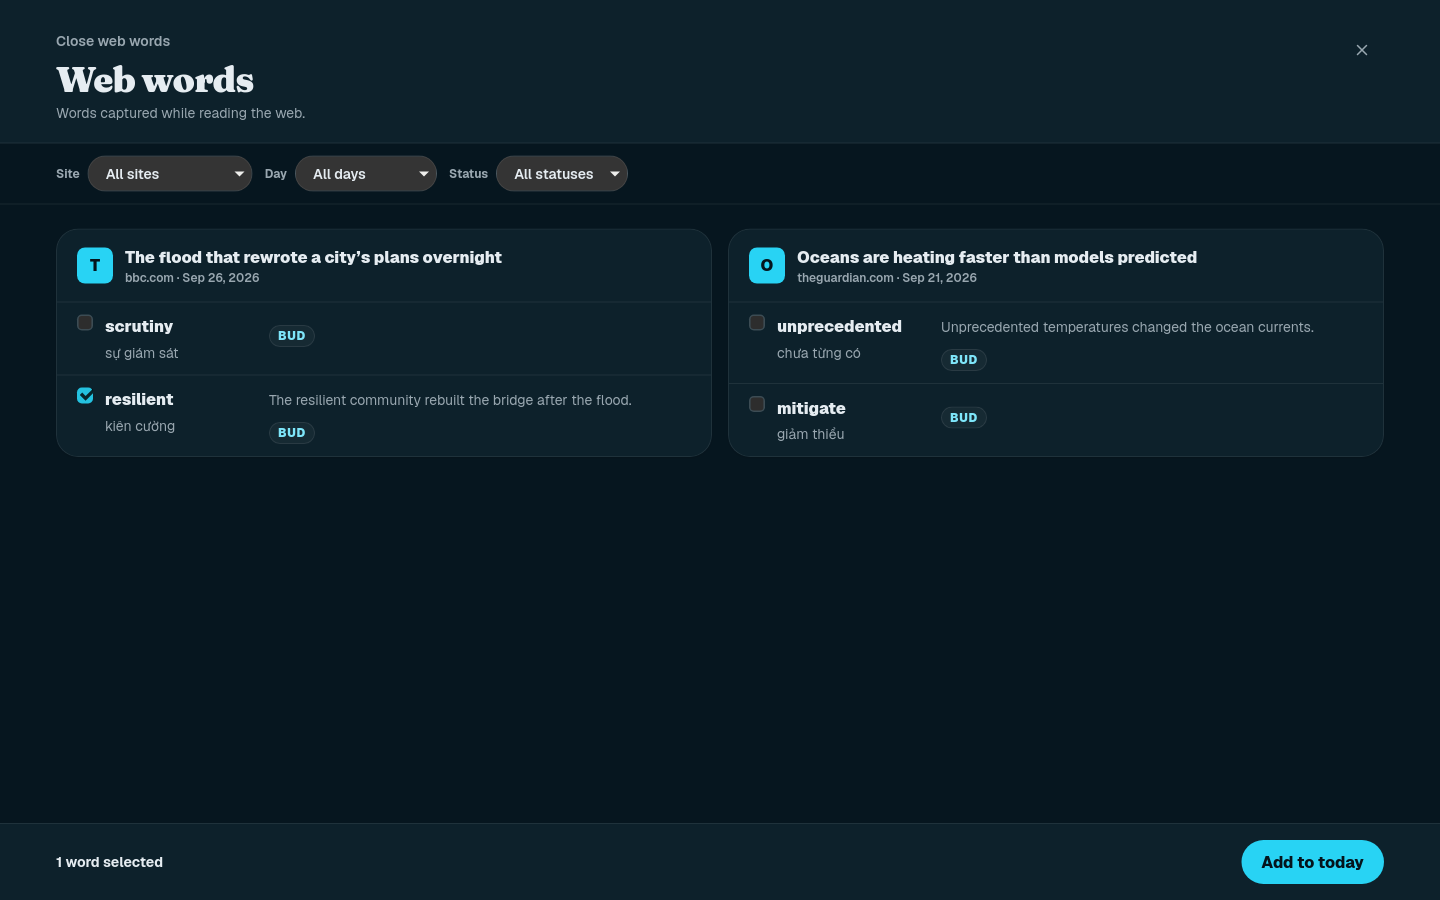 Close web words
Web words
Words captured while reading the web.
Site All sites Day All days Status All statuses
T
The flood that rewrote a city’s plans overnight
bbc.com · Sep 26, 2026
scrutiny
sự giám sát
BUD
resilient
kiên cường
The resilient community rebuilt the bridge after the flood.
BUD
O
Oceans are heating faster than models predicted
theguardian.com · Sep 21, 2026
unprecedented
chưa từng có
Unprecedented temperatures changed the ocean currents.
BUD
mitigate
giảm thiểu
BUD
1 word selected
Add to today